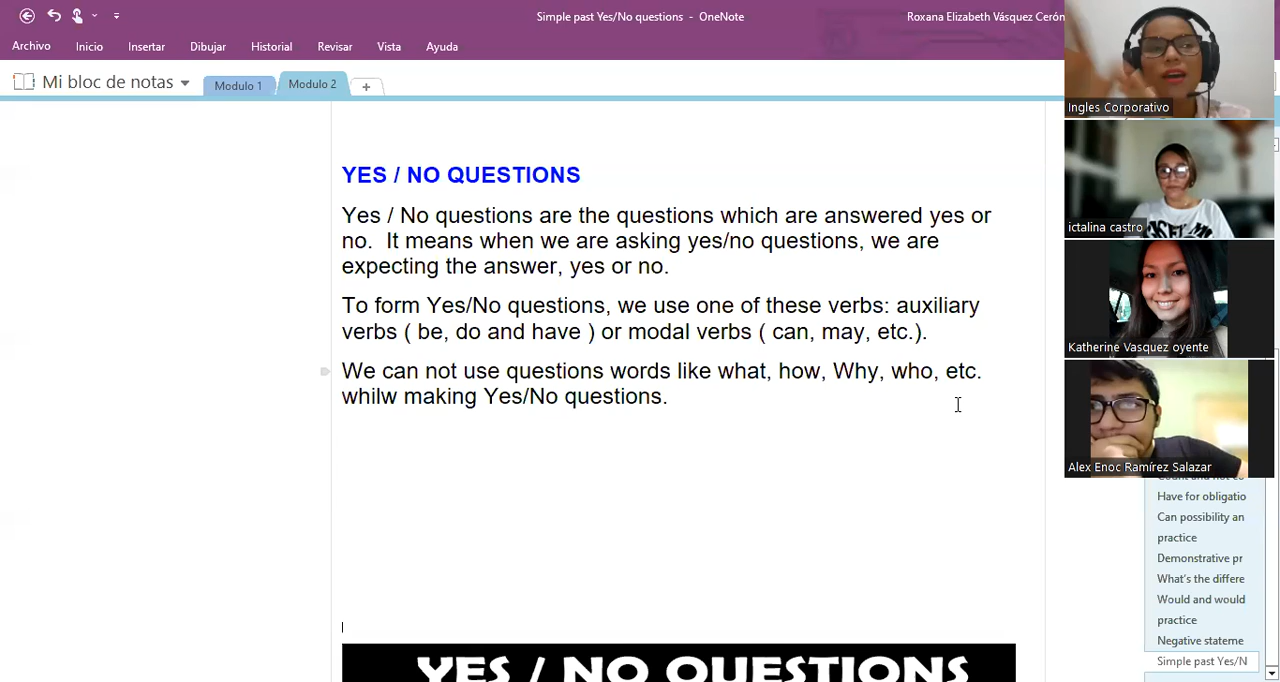 Simple past Yes/No questions - OneNote
Roxana Elizabeth Vásquez Cerón
Archivo
Inicio
Insertar
Dibujar
Historial
Revisar
Vista
Ayuda
Mi bloc de notas
Modulo 1
Modulo 2
+
YES / NO QUESTIONS
Yes / No questions are the questions which are answered yes or
no. It means when we are asking yes/no questions, we are
expecting the answer, yes or no.
To form Yes/No questions, we use one of these verbs: auxiliary
verbs ( be, do and have ) or modal verbs ( can, may, etc.).
We can not use questions words like what, how, Why, who, etc.
whilw making Yes/No questions.
YES / NO QUESTIONS
Ingles Corporativo
ictalina castro
Katherine Vasquez oyente
Alex Enoc Ramírez Salazar
Have for obligatio
Can possibility an
practice
Demonstrative pr
What's the differe
Would and would
practice
Negative stateme
Simple past Yes/N